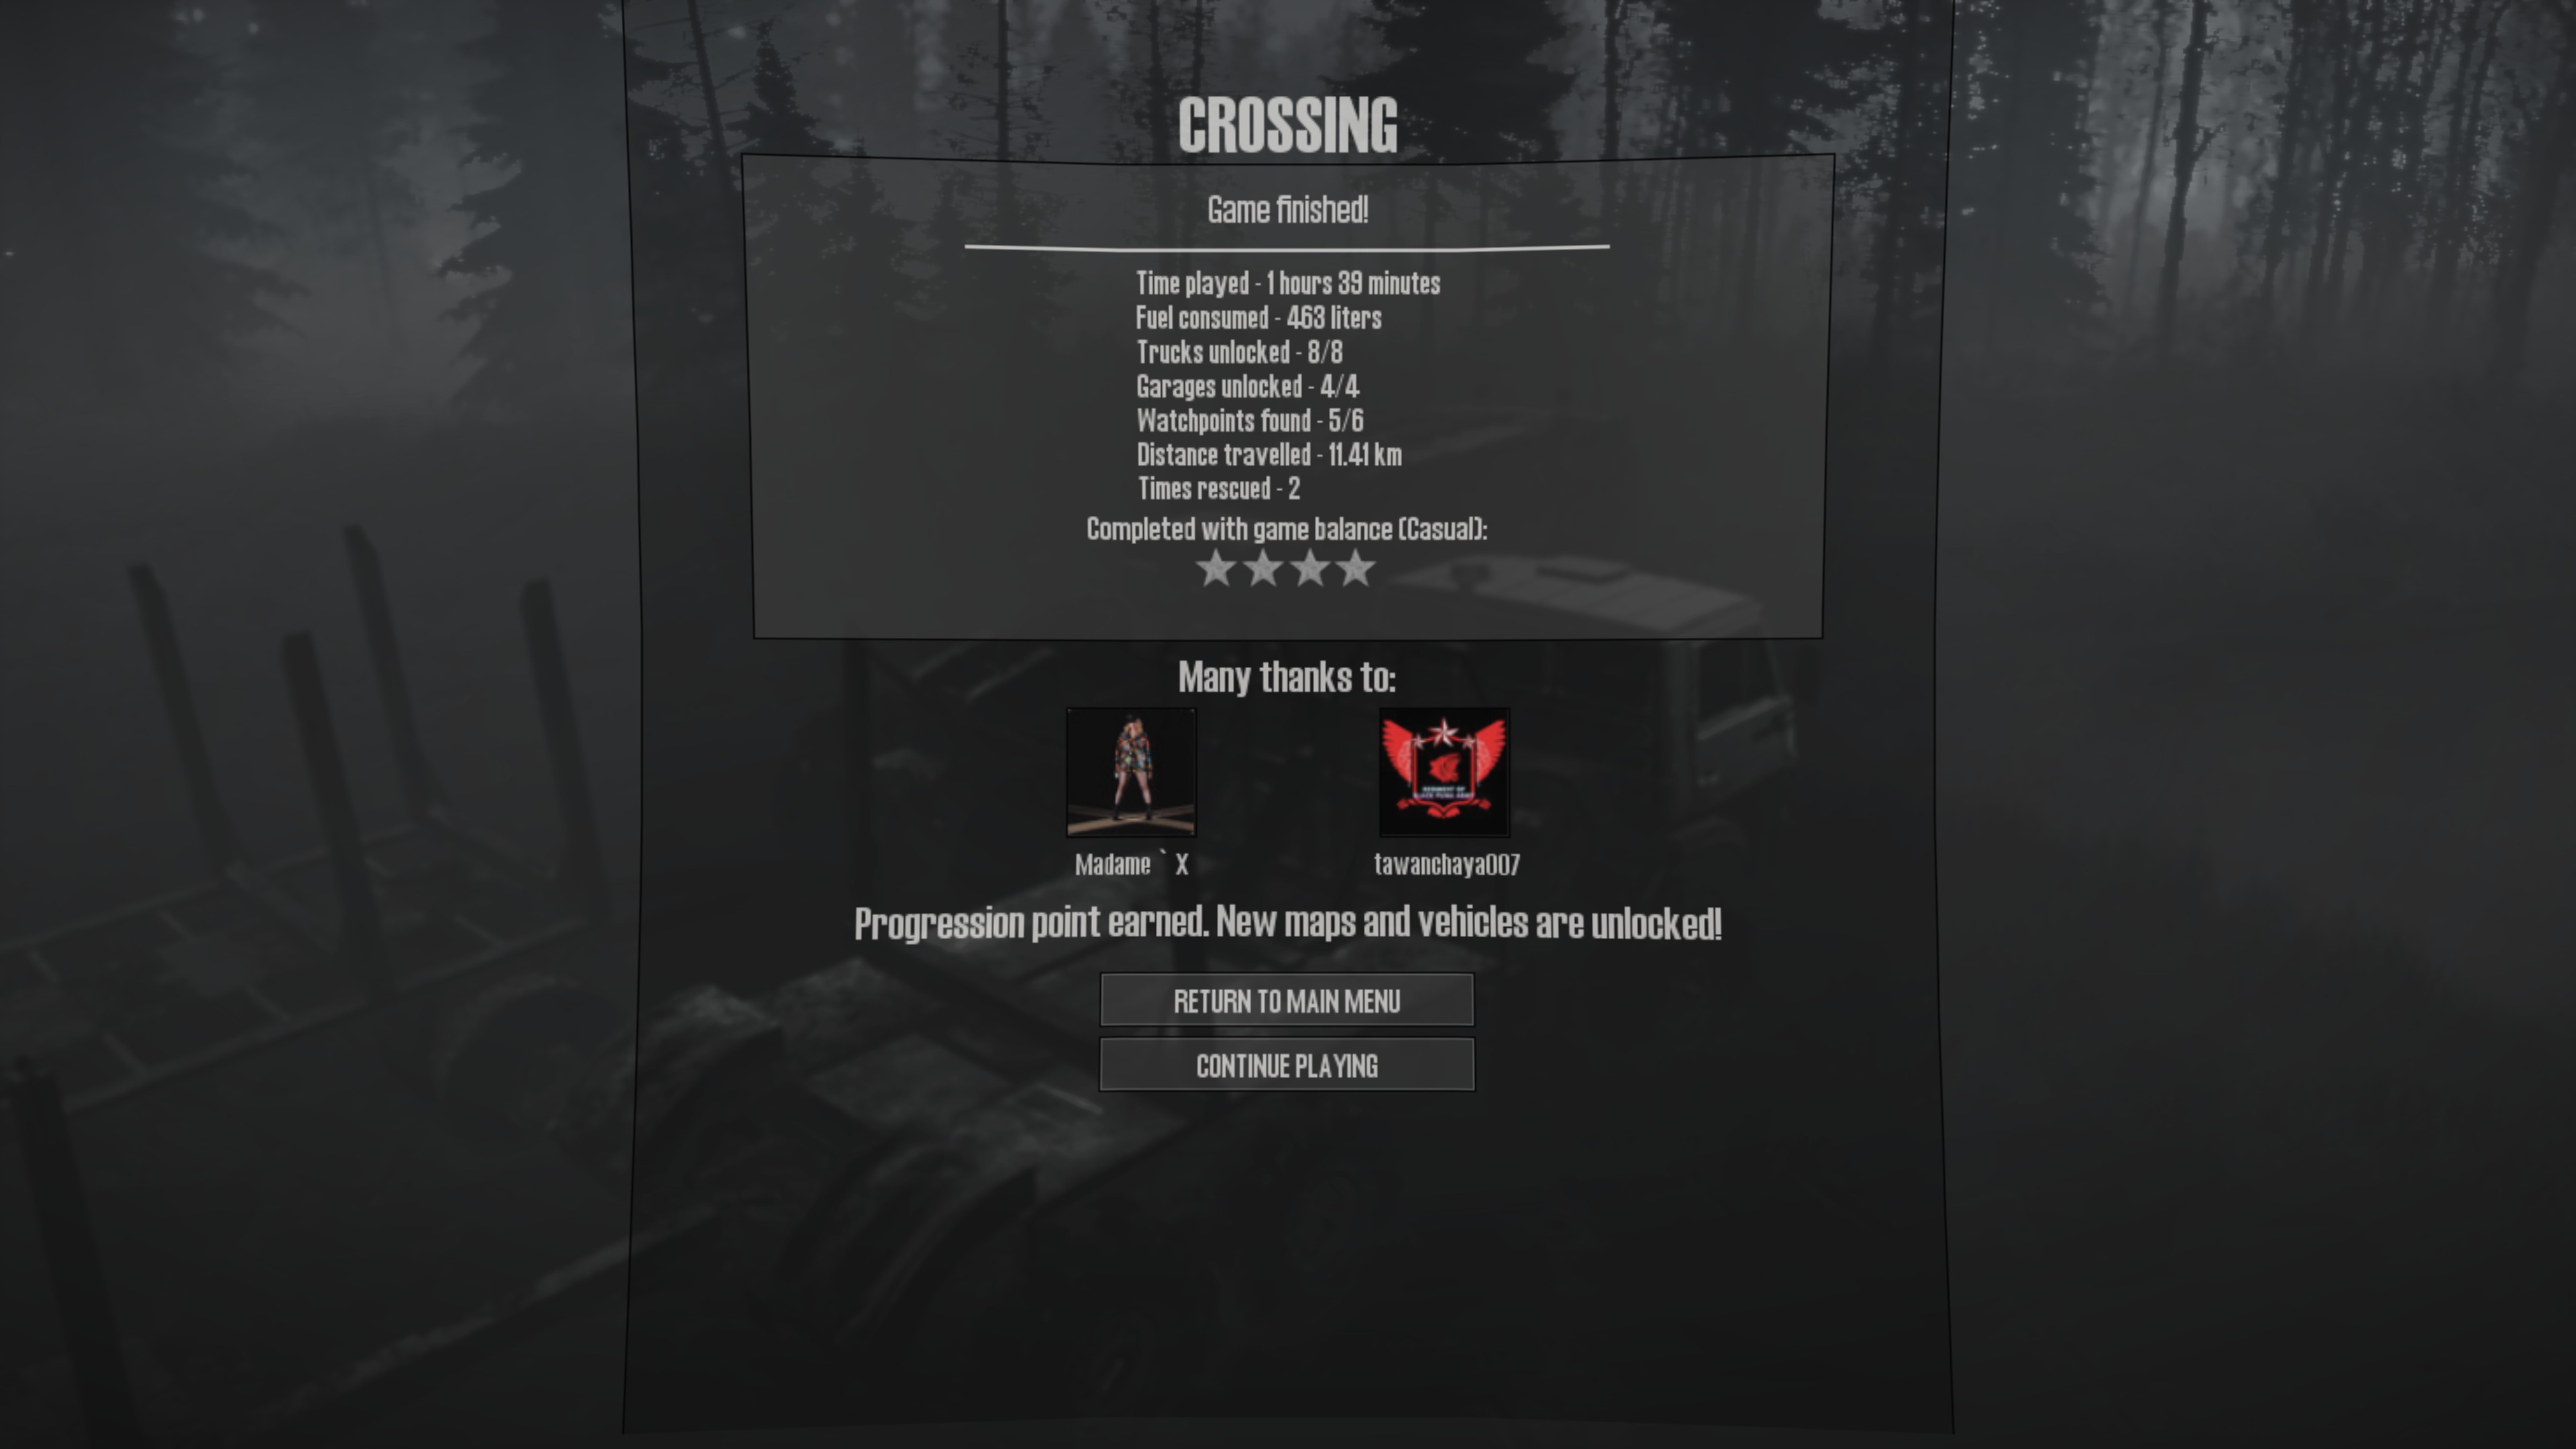 CROSSING
Game finished!
Time played - 1 hours 39 minutes
Fuel consumed - 463 liters
Trucks unlocked - 8/8
Garages unlocked - 4/4
Watchpoints found - 5/6
Distance travelled - 11.41 km
Times rescued - 2
Completed with game balance (Casual):
Many thanks to:
REGIMENT OF
Madame ` X
tawanchaya007
Progression point earned. New maps and vehicles are unlocked!
RETURN TO MAIN MENU
CONTINUE PLAYING